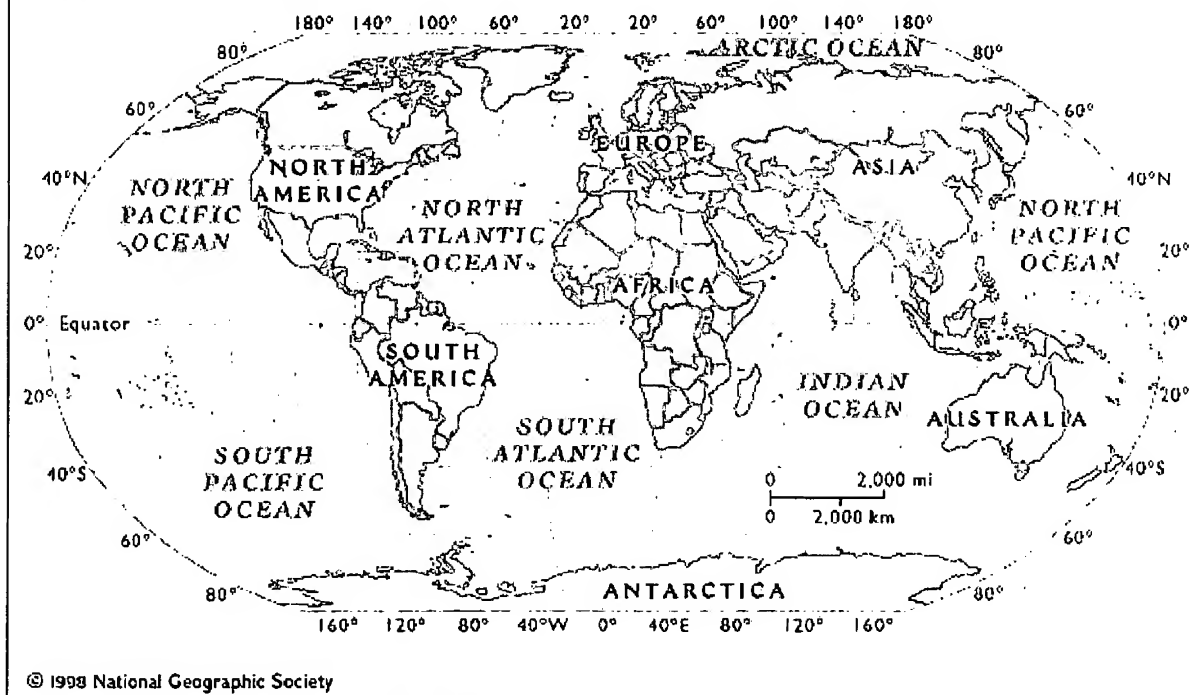 180° 140° 100° 60° 20° 20° 60° 100° 140° 180°
80° ARCTIC OCEAN 80°
60° 60°
EUROPE
ASIA
40°N 40°N
NORTH
AMERICA
NORTH
PACIFIC
OCEAN
NORTH
ATLANTIC
OCEAN
NORTH
PACIFIC
OCEAN
20° 20°
AFRICA
0° Equator 0°
SOUTH
AMERICA
INDIAN
OCEAN
20° 20°
AUSTRALIA
SOUTH
PACIFIC
OCEAN
SOUTH
ATLANTIC
OCEAN
40°S 40°S
0 2,000 mi
0 2,000 km
60° 60°
80° ANTARCTICA 80°
160° 120° 80° 40°W 0° 40°E 80° 120° 160°
© 1998 National Geographic Society